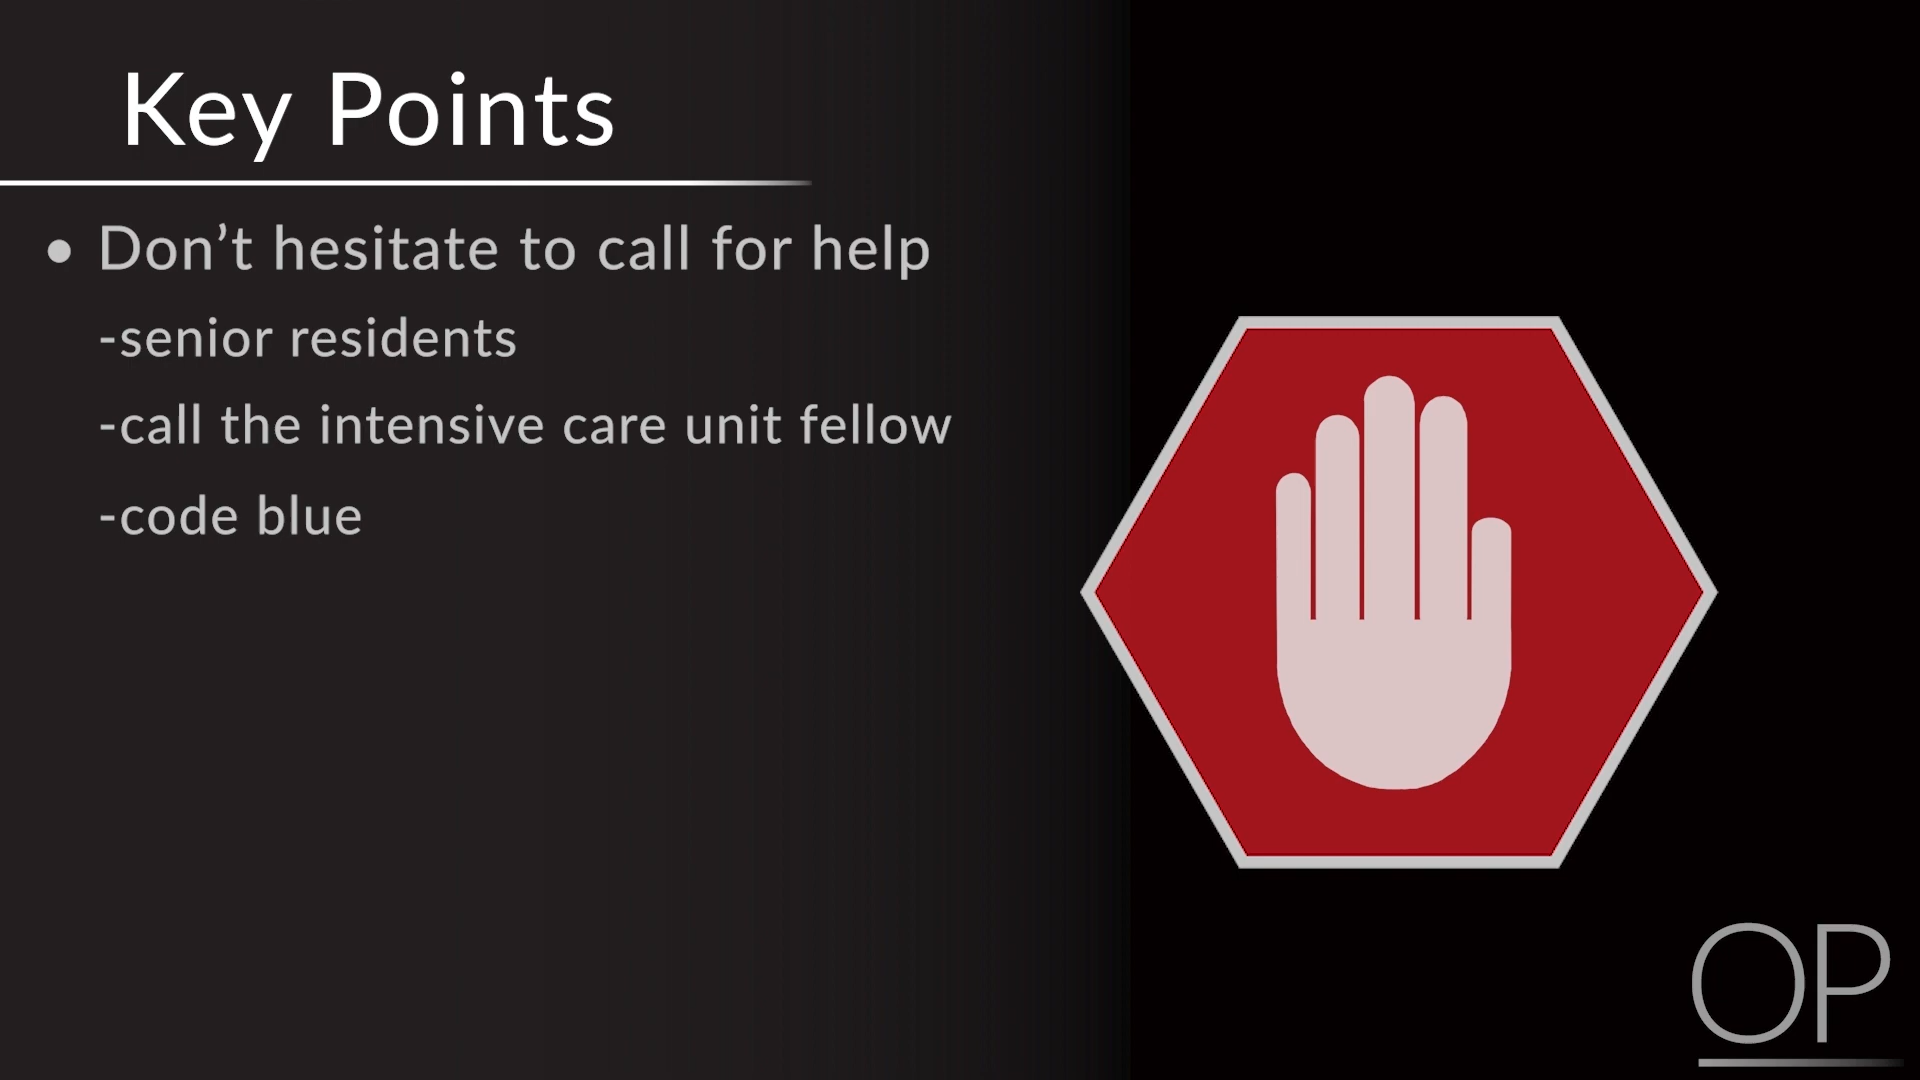 Key Points
• Don’t hesitate to call for help
-senior residents
-call the intensive care unit fellow
-code blue
OP